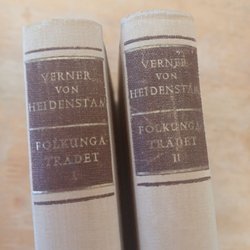 VERNER
VON
HEIDENSTAM
FOLKUNGA-
TRÄDET
I
VERNER
VON
HEIDENSTAM
FOLKUNGA-
TRÄDET
II